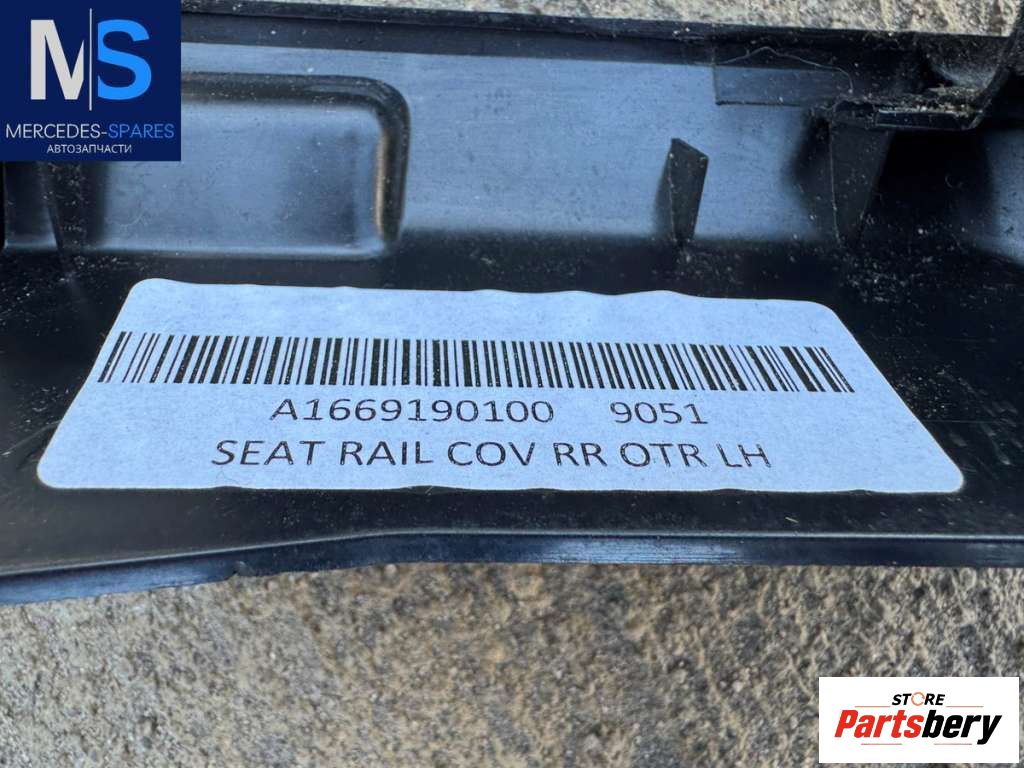 MS
MERCEDES-SPARES
АВТОЗАПЧАСТИ
A1669190100 9051
SEAT RAIL COV RR OTR LH
STORE
Partsbery